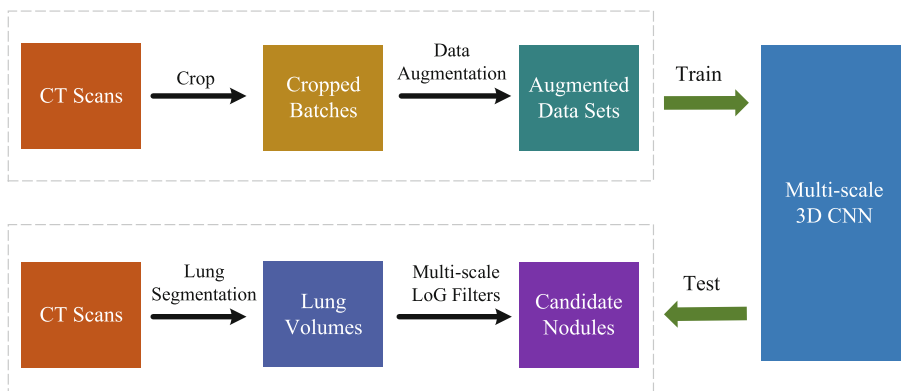 CT Scans
Crop
Cropped
Batches
Data
Augmentation
Augmented
Data Sets
Train
Multi-scale
3D CNN
CT Scans
Lung
Segmentation
Lung
Volumes
Multi-scale
LoG Filters
Candidate
Nodules
Test